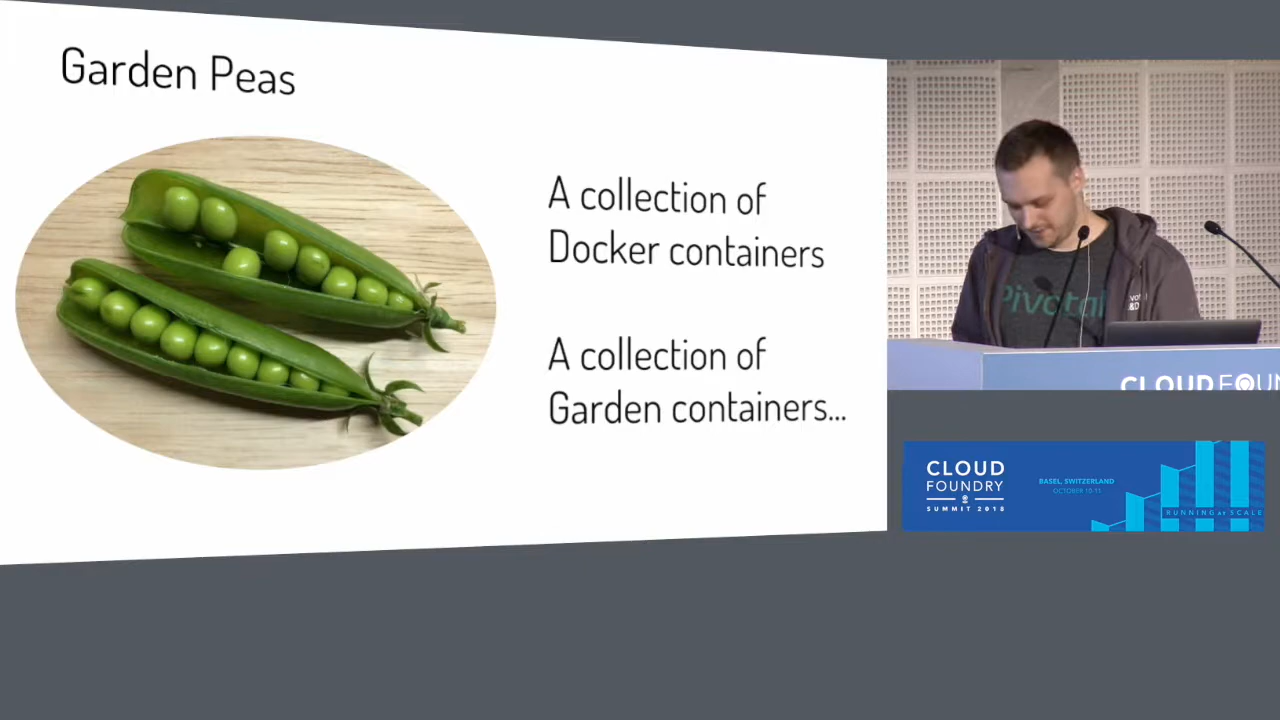 Garden Peas
A collection of
Docker containers
A collection of
Garden containers...
Pivotal
CLOUD FOUN
CLOUD
FOUNDRY
SUMMIT 2018
BASEL, SWITZERLAND
OCTOBER 10-11
RUNNING at SCALE